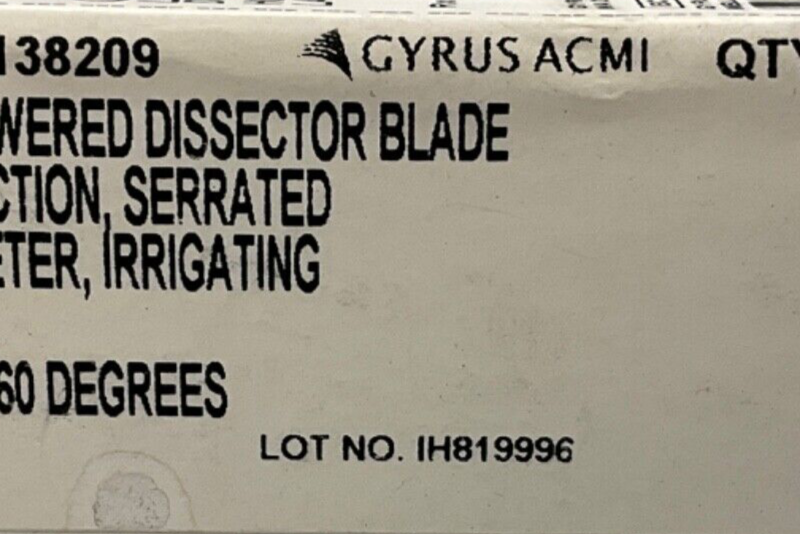 138209 GYRUS ACMI QTY
WERED DISSECTOR BLADE
CTION, SERRATED
ETER, IRRIGATING
60 DEGREES
LOT NO. IH819996